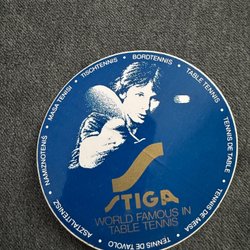 BORDTENNIS • TABLE TENNIS • TENNIS DE TABLE • TENNIS DE MESA • TENNIS DE TAVOLO • ASZTALITENISZ • NAMIZNOTENIS • MASA TENISI • TISCHTENNIS •
STIGA
WORLD FAMOUS IN
TABLE TENNIS